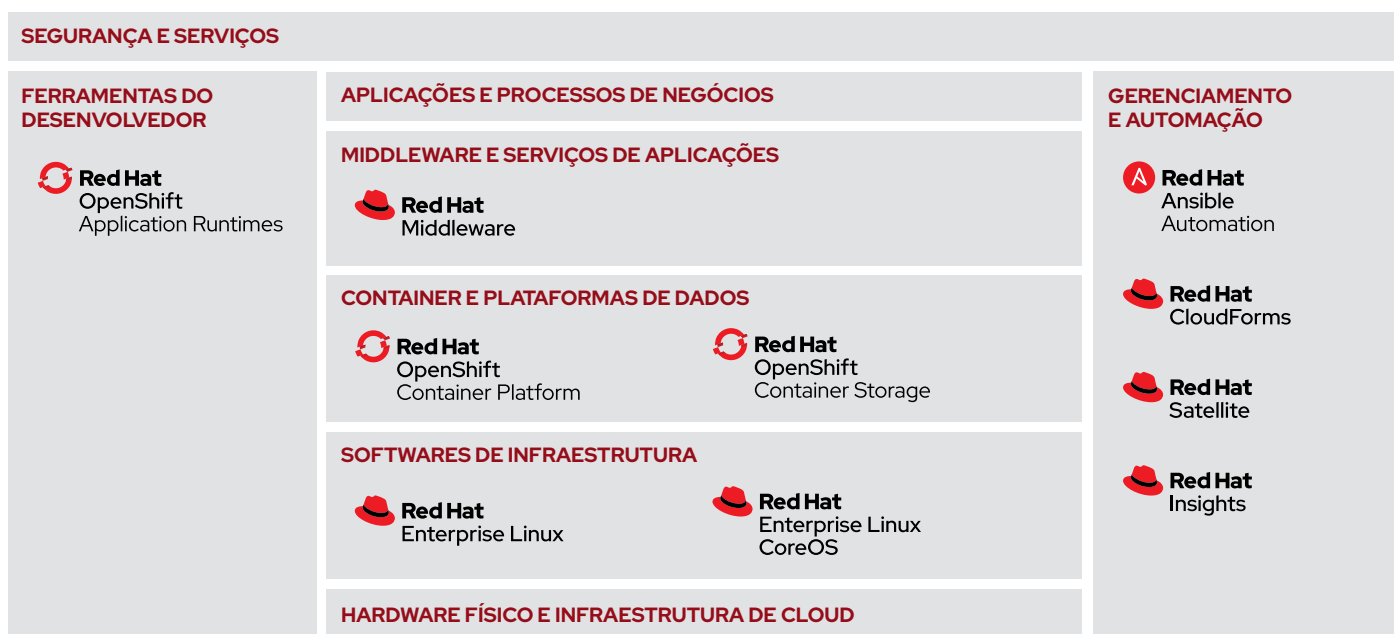 SEGURANÇA E SERVIÇOS
FERRAMENTAS DO
DESENVOLVEDOR
Red Hat
OpenShift
Application Runtimes
APLICAÇÕES E PROCESSOS DE NEGÓCIOS
MIDDLEWARE E SERVIÇOS DE APLICAÇÕES
Red Hat
Middleware
CONTAINER E PLATAFORMAS DE DADOS
Red Hat
OpenShift
Container Platform
Red Hat
OpenShift
Container Storage
SOFTWARES DE INFRAESTRUTURA
Red Hat
Enterprise Linux
Red Hat
Enterprise Linux
CoreOS
HARDWARE FÍSICO E INFRAESTRUTURA DE CLOUD
GERENCIAMENTO
E AUTOMAÇÃO
Red Hat
Ansible
Automation
Red Hat
CloudForms
Red Hat
Satellite
Red Hat
Insights